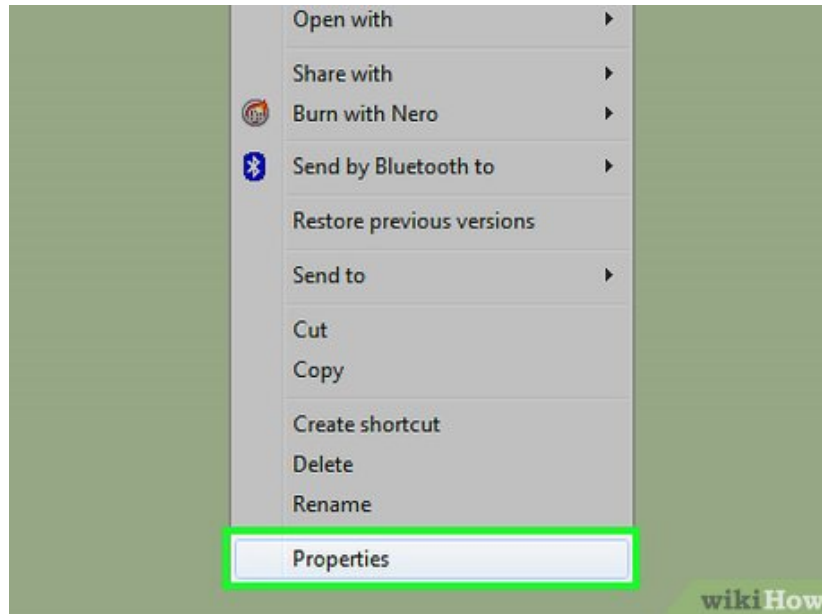 Open with
Share with
Burn with Nero
Send by Bluetooth to
Restore previous versions
Send to
Cut
Copy
Create shortcut
Delete
Rename
Properties
wikiHow